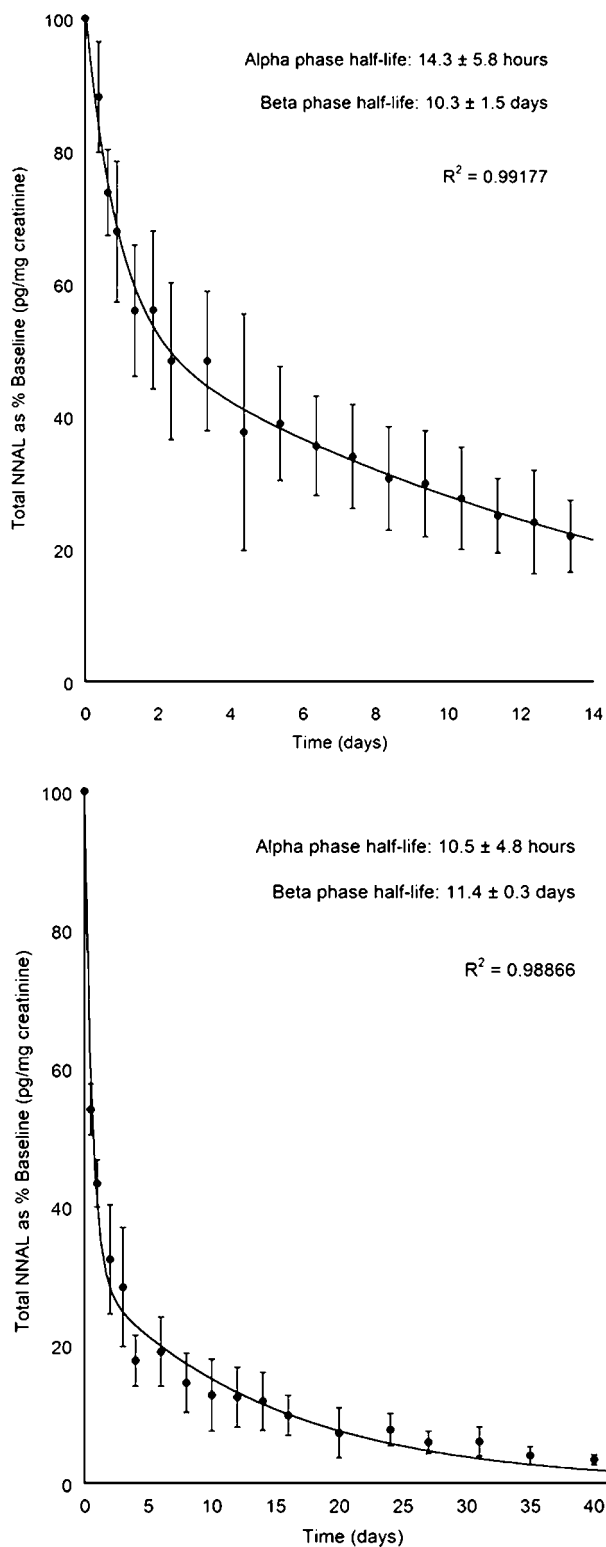 100
80
60
40
20
0
Total NNAL as % Baseline (pg/mg creatinine)
Alpha phase half-life: 14.3 ± 5.8 hours
Beta phase half-life: 10.3 ± 1.5 days
R² = 0.99177
0 2 4 6 8 10 12 14
Time (days)
100
80
60
40
20
0
Total NNAL as % Baseline (pg/mg creatinine)
Alpha phase half-life: 10.5 ± 4.8 hours
Beta phase half-life: 11.4 ± 0.3 days
R² = 0.98866
0 5 10 15 20 25 30 35 40
Time (days)